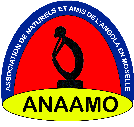 ASSOCIATION DE NATURELS ET AMIS DE L'ANGOLA EN MOSELLE
ANAAMO